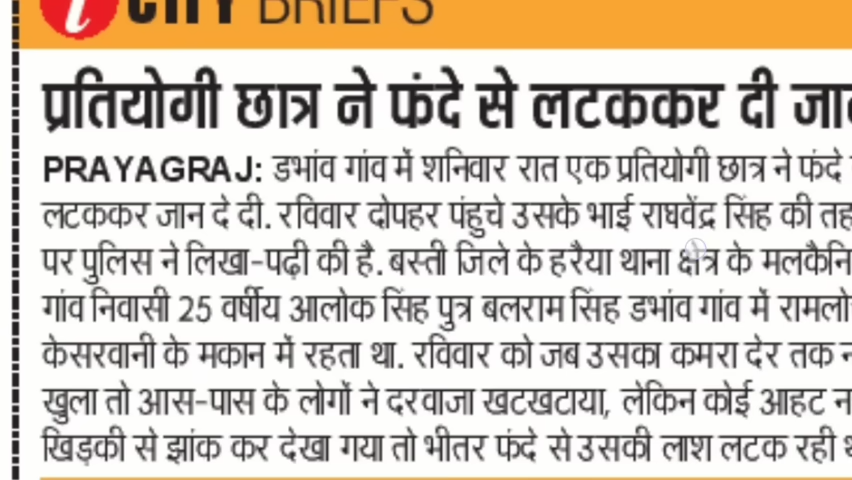 i CITY BRIEFS
प्रतियोगी छात्र ने फंदे से लटककर दी
PRAYAGRAJ: डभांव गांव में शनिवार रात एक प्रतियोगी छात्र ने फंदे
लटककर जान दे दी. रविवार दोपहर पंहुचे उसके भाई राघवेंद्र सिंह की
पर पुलिस ने लिखा-पढ़ी की है. बस्ती जिले के हरैया थाना क्षेत्र के
गांव निवासी 25 वर्षीय आलोक सिंह पुत्र बलराम सिंह डभांव गांव में
केसरवानी के मकान में रहता था. रविवार को जब उसका कमरा देर तक
खुला तो आस-पास के लोगों ने दरवाजा खटखटाया, लेकिन कोई आहट
खिड़की से झांक कर देखा गया तो भीतर फंदे से उसकी लाश लटक रही